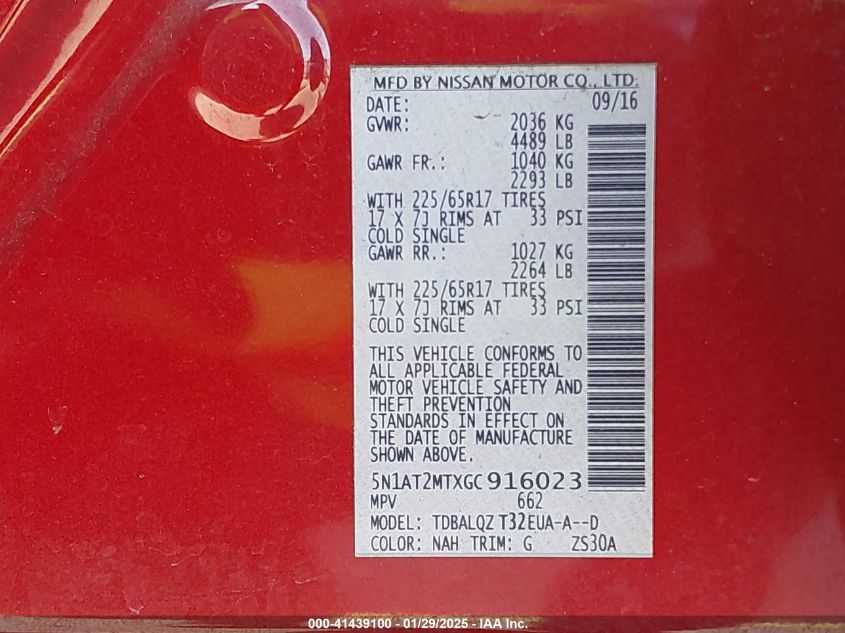 MFD BY NISSAN MOTOR CO., LTD.
DATE: 09/16
GVWR: 2036 KG
4489 LB
GAWR FR.: 1040 KG
2293 LB
WITH 225/65R17 TIRES
17 X 7J RIMS AT 33 PSI
COLD SINGLE
GAWR RR.: 1027 KG
2264 LB
WITH 225/65R17 TIRES
17 X 7J RIMS AT 33 PSI
COLD SINGLE
THIS VEHICLE CONFORMS TO
ALL APPLICABLE FEDERAL
MOTOR VEHICLE SAFETY AND
THEFT PREVENTION
STANDARDS IN EFFECT ON
THE DATE OF MANUFACTURE
SHOWN ABOVE.
5N1AT2MTXGC916023
MPV 662
MODEL: TDBALQZ T32EUA-A--D
COLOR: NAH TRIM: G ZS30A
000-41439100 - 01/29/2025 - IAA Inc.